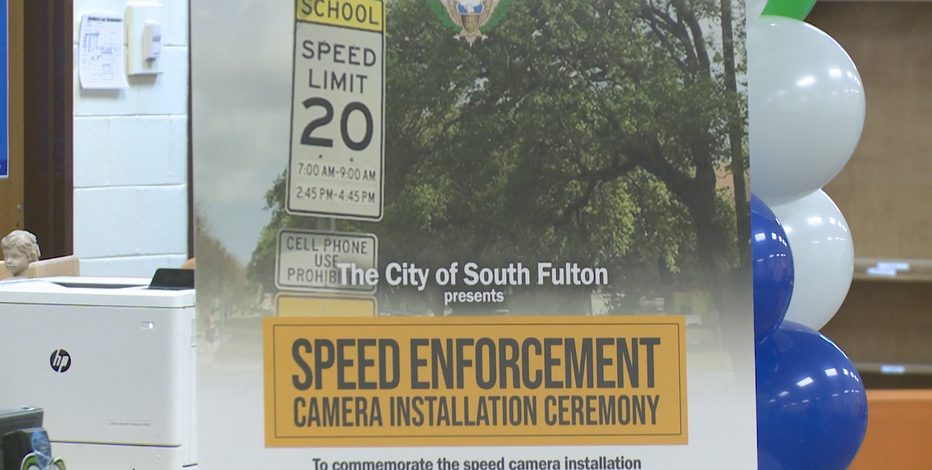 SCHOOL
SPEED
LIMIT
20
7:00 AM-9:00 AM
2:45 PM-4:45 PM
CELL PHONE
USE
The City of South Fulton
presents
SPEED ENFORCEMENT
CAMERA INSTALLATION CEREMONY
To commemorate the speed camera installation
hp